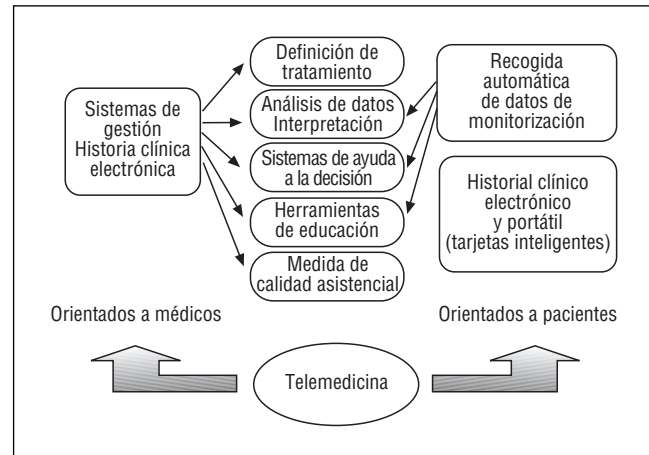 Sistemas de
gestión
Historia clínica
electrónica
Definición de
tratamiento
Análisis de datos
Interpretación
Sistemas de ayuda
a la decisión
Herramientas
de educación
Medida de
calidad asistencial
Recogida
automática
de datos de
monitorización
Historial clínico
electrónico
y portátil
(tarjetas inteligentes)
Orientados a médicos
Orientados a pacientes
Telemedicina